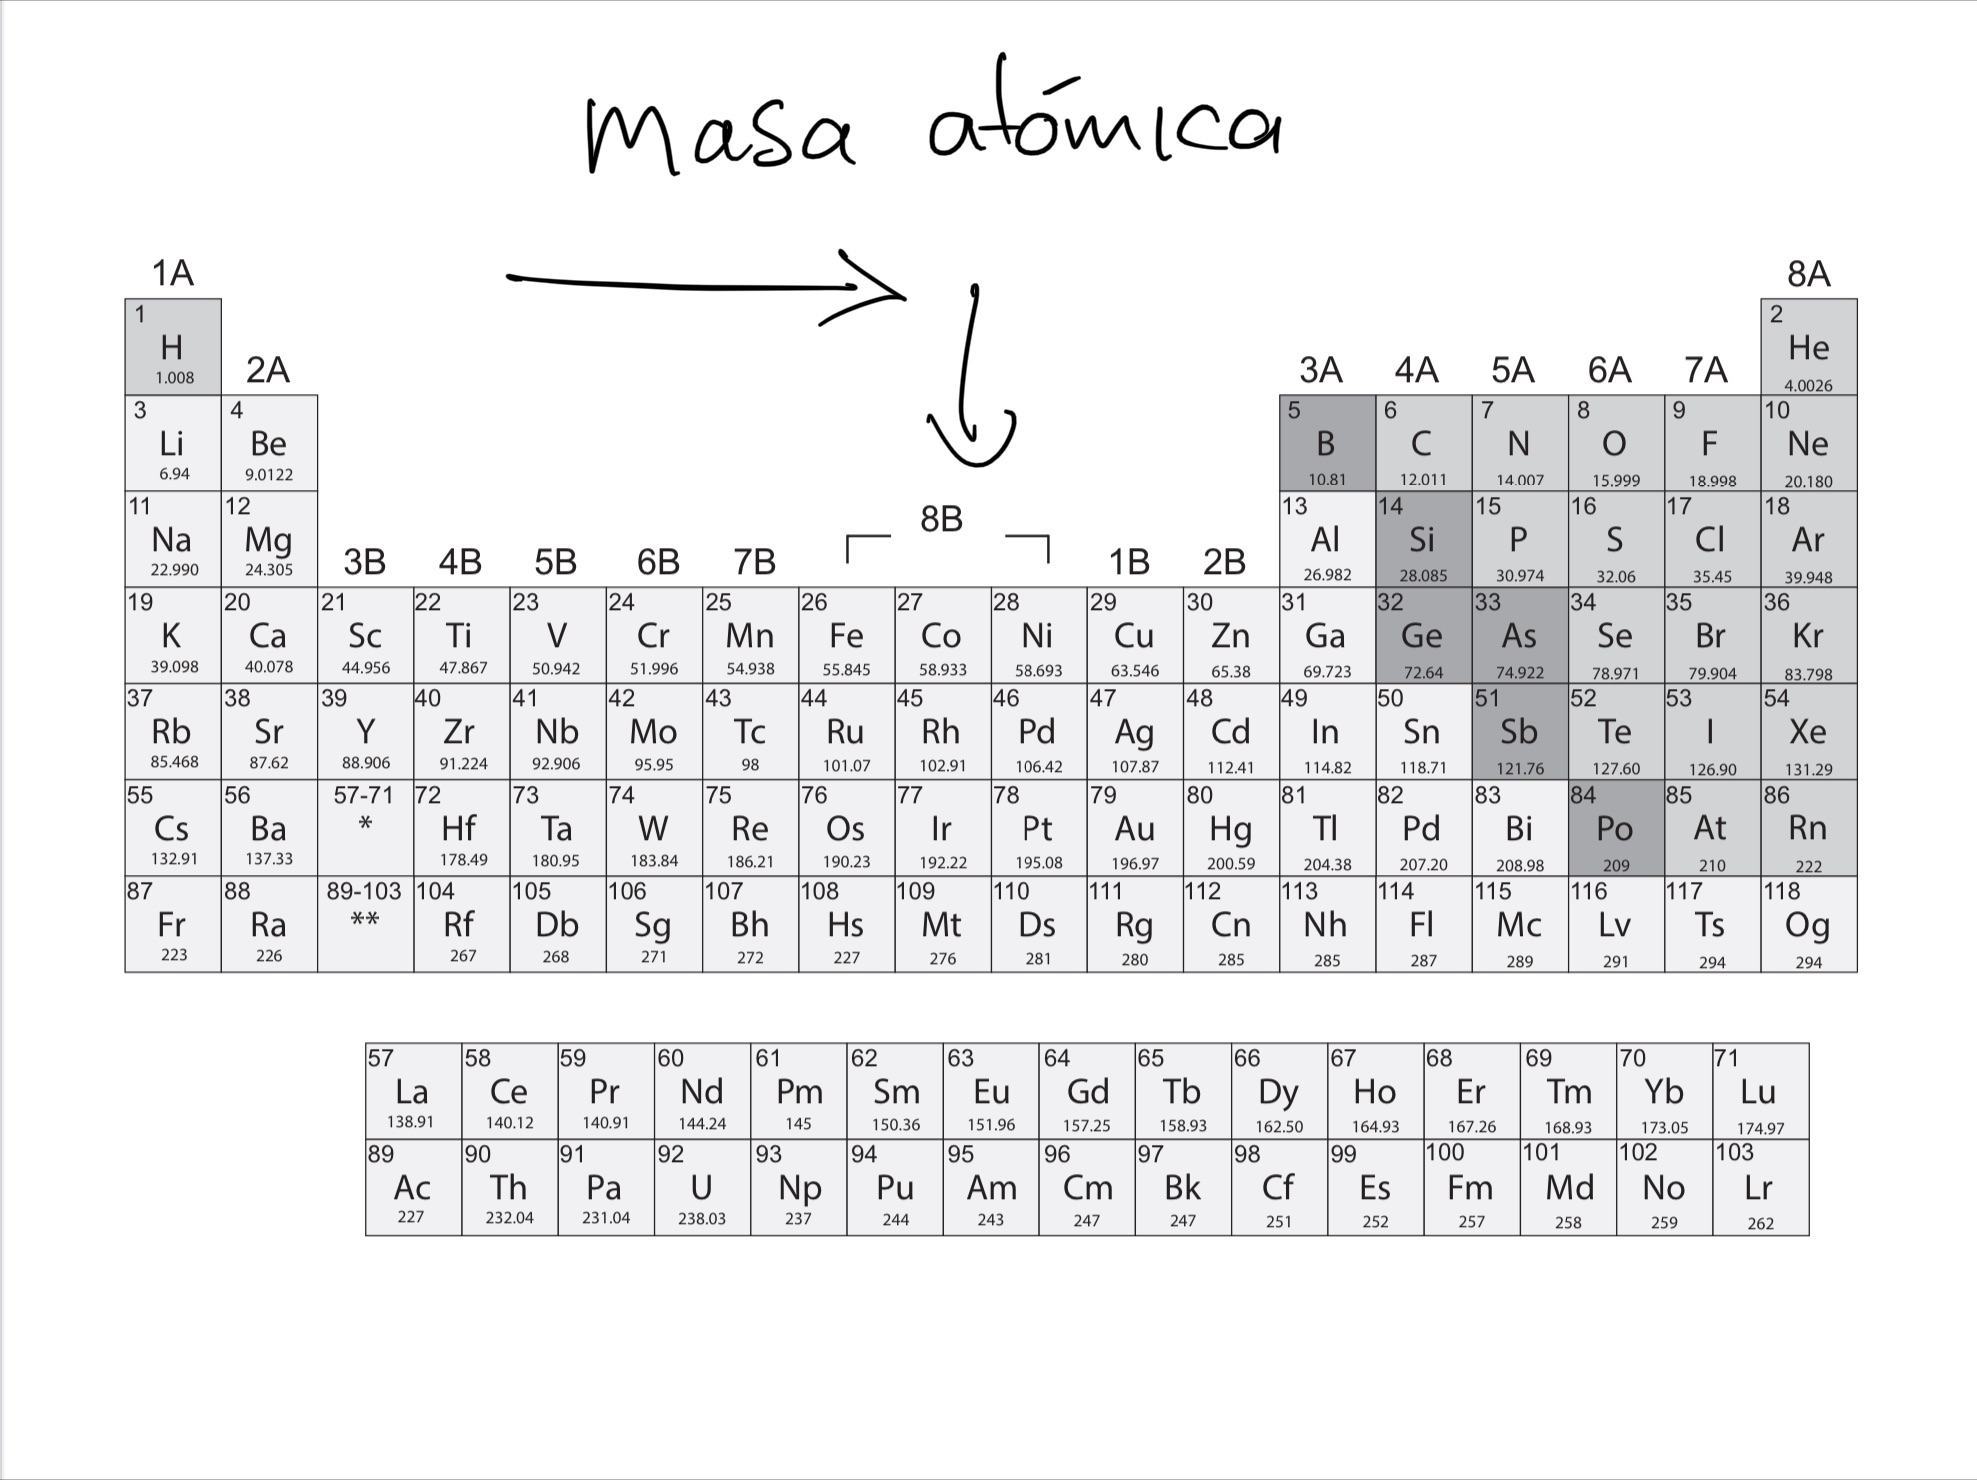 Masa atómica
1A 8A
1 2
H He
1.008 2A 3A 4A 5A 6A 7A 4.0026
3 4 5 6 7 8 9 10
Li Be B C N O F Ne
6.94 9.0122 10.81 12.011 14.007 15.999 18.998 20.180
11 12 13 14 15 16 17 18
Na Mg 8B Al Si P S Cl Ar
22.990 24.305 3B 4B 5B 6B 7B 1B 2B 26.982 28.085 30.974 32.06 35.45 39.948
19 20 21 22 23 24 25 26 27 28 29 30 31 32 33 34 35 36
K Ca Sc Ti V Cr Mn Fe Co Ni Cu Zn Ga Ge As Se Br Kr
39.098 40.078 44.956 47.867 50.942 51.996 54.938 55.845 58.933 58.693 63.546 65.38 69.723 72.64 74.922 78.971 79.904 83.798
37 38 39 40 41 42 43 44 45 46 47 48 49 50 51 52 53 54
Rb Sr Y Zr Nb Mo Tc Ru Rh Pd Ag Cd In Sn Sb Te I Xe
85.468 87.62 88.906 91.224 92.906 95.95 98 101.07 102.91 106.42 107.87 112.41 114.82 118.71 121.76 127.60 126.90 131.29
55 56 57-71 72 73 74 75 76 77 78 79 80 81 82 83 84 85 86
Cs Ba * Hf Ta W Re Os Ir Pt Au Hg Tl Pd Bi Po At Rn
132.91 137.33 178.49 180.95 183.84 186.21 190.23 192.22 195.08 196.97 200.59 204.38 207.20 208.98 209 210 222
87 88 89-103 104 105 106 107 108 109 110 111 112 113 114 115 116 117 118
Fr Ra ** Rf Db Sg Bh Hs Mt Ds Rg Cn Nh Fl Mc Lv Ts Og
223 226 267 268 271 272 227 276 281 280 285 285 287 289 291 294 294
57 58 59 60 61 62 63 64 65 66 67 68 69 70 71
La Ce Pr Nd Pm Sm Eu Gd Tb Dy Ho Er Tm Yb Lu
138.91 140.12 140.91 144.24 145 150.36 151.96 157.25 158.93 162.50 164.93 167.26 168.93 173.05 174.97
89 90 91 92 93 94 95 96 97 98 99 100 101 102 103
Ac Th Pa U Np Pu Am Cm Bk Cf Es Fm Md No Lr
227 232.04 231.04 238.03 237 244 243 247 247 251 252 257 258 259 262